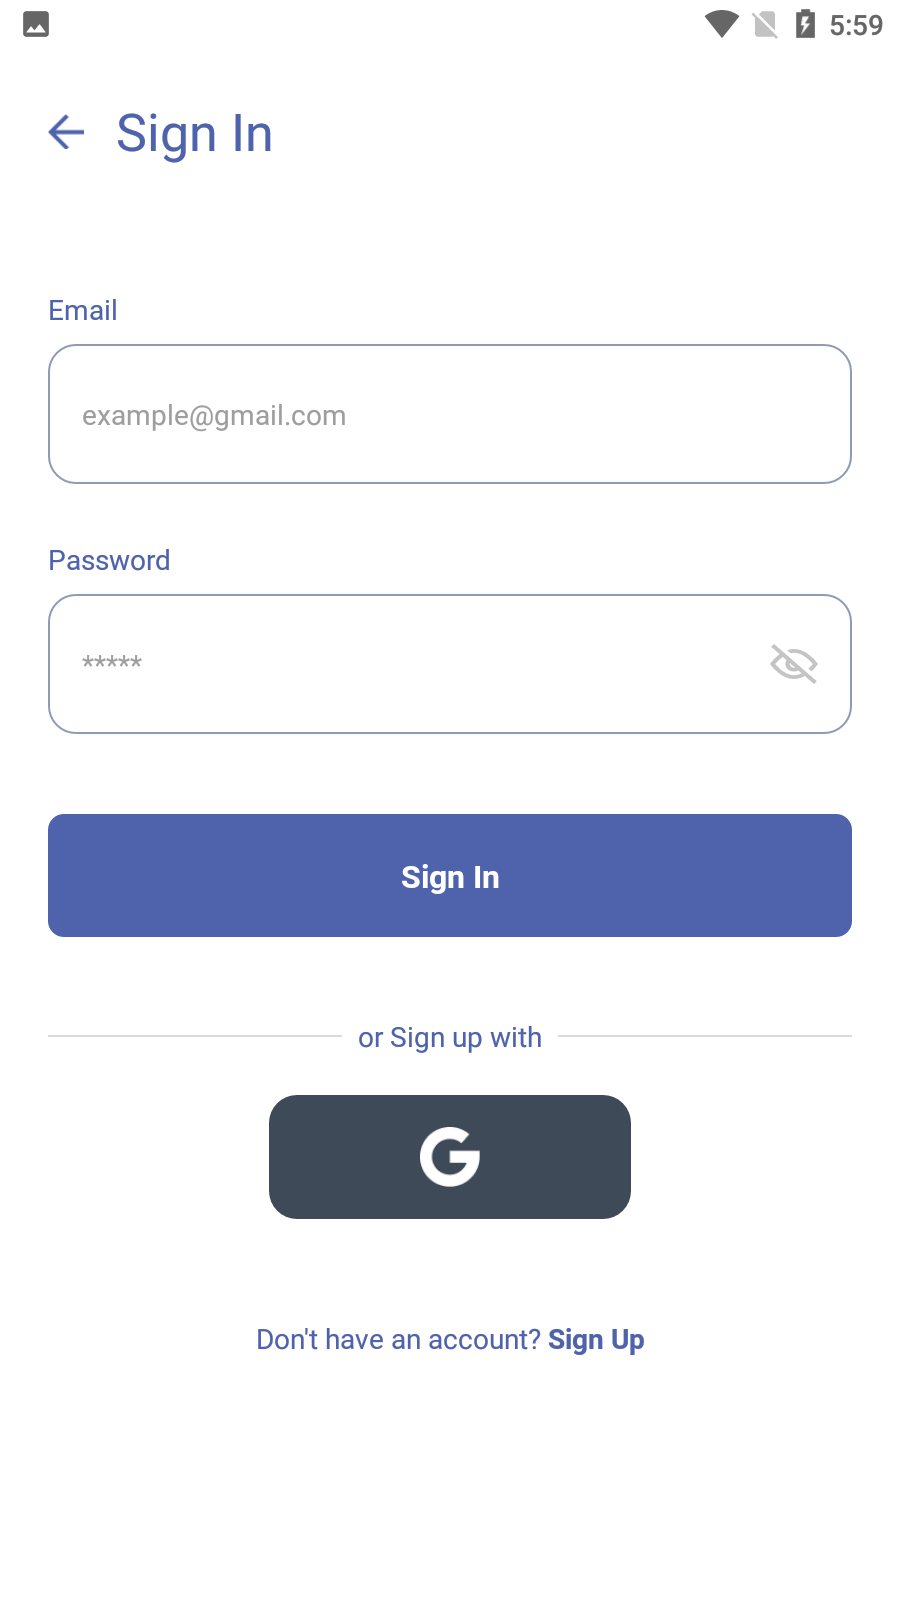 5:59
Sign In
Email
example@gmail.com
Password
*****
Sign In
or Sign up with
G
Don't have an account? Sign Up